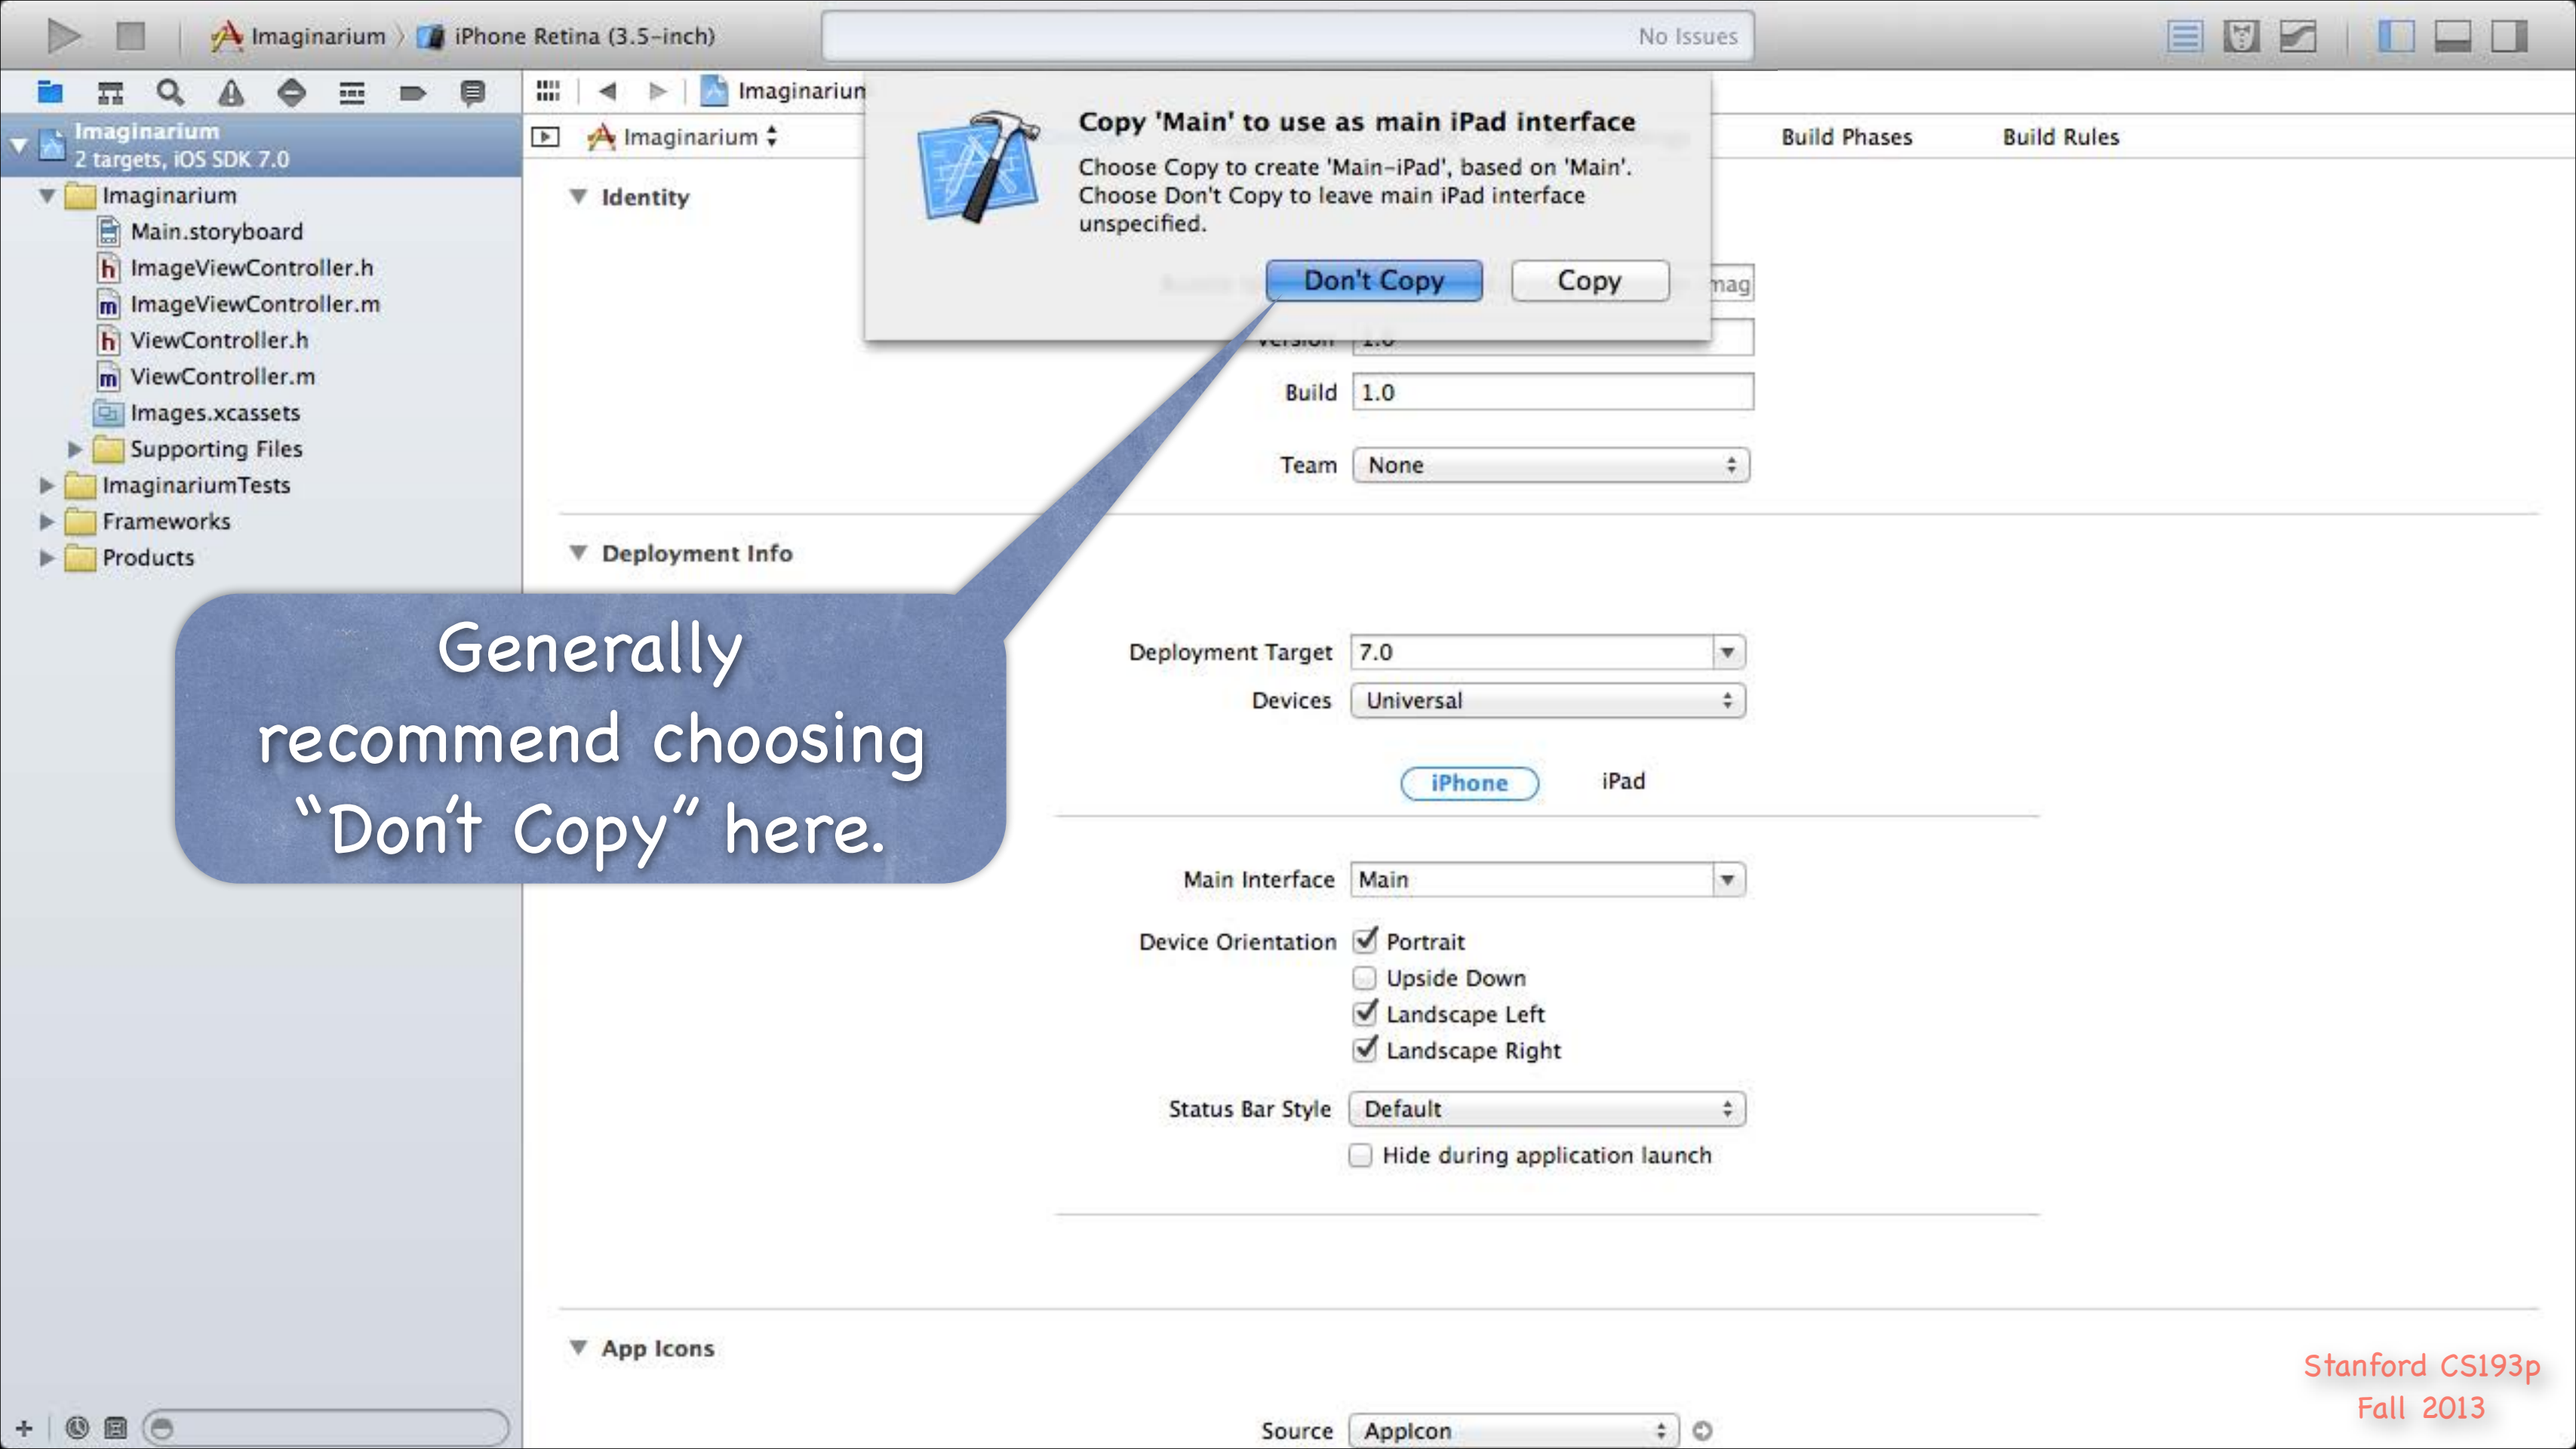 Imaginarium
iPhone Retina (3.5-inch)
No Issues
Imaginarium
2 targets, iOS SDK 7.0
Imaginarium
Main.storyboard
ImageViewController.h
ImageViewController.m
ViewController.h
ViewController.m
Images.xcassets
Supporting Files
ImaginariumTests
Frameworks
Products
Imaginarium
Imaginarium
Build Phases
Build Rules
Copy 'Main' to use as main iPad interface
Choose Copy to create 'Main-iPad', based on 'Main'.
Choose Don't Copy to leave main iPad interface
unspecified.
Don't Copy
Copy
Identity
mag
Version 1.0
Build 1.0
Team None
Deployment Info
Generally
recommend choosing
“Don’t Copy” here.
Deployment Target 7.0
Devices Universal
iPhone iPad
Main Interface Main
Device Orientation Portrait
Upside Down
Landscape Left
Landscape Right
Status Bar Style Default
Hide during application launch
App Icons
Source AppIcon
Stanford CS193p
Fall 2013